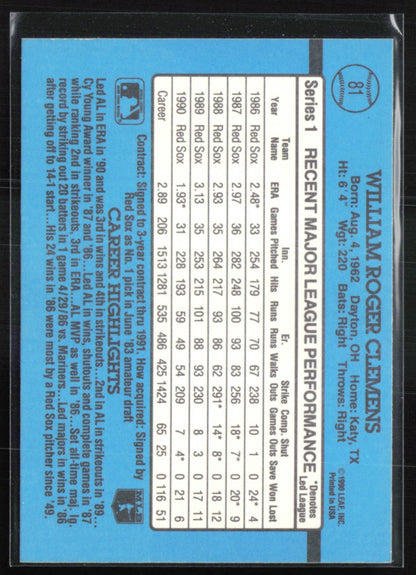 81
WILLIAM ROGER CLEMENS
Born: Aug. 4, 1962 Dayton, OH Home: Katy, TX
Ht: 6' 4" Wgt: 220 Bats: Right Throws: Right
© 1990 LEAF, INC.
Printed in USA
Series 1 RECENT MAJOR LEAGUE PERFORMANCE *Denotes Led League
Team Inn. Er. Strike Comp. Shut
Year Name ERA Games Pitched Hits Runs Runs Walks Outs Games Outs Save Won Lost
1986 Red Sox 2.48* 33 254 179 77 70 67 238 10 1 0 24* 4
1987 Red Sox 2.97 36 282 248 100 93 83 256 18* 7* 0 20* 9
1988 Red Sox 2.93 35 264 217 93 86 62 291* 14* 8* 0 18 12
1989 Red Sox 3.13 35 253 215 101 88 93 230 8 3 0 17 11
1990 Red Sox 1.93* 31 228 193 59 49 54 209 7 4* 0 21 6
Career 2.89 206 1513 1281 535 486 425 1424 65 25 0 116 51
Contract: Signed to 3-year contract thru 1991. How acquired: Signed by
Red Sox as No. 1 pick in June '83 amateur draft
MLBPA
CAREER HIGHLIGHTS
Led AL in ERA in '90 and was 3rd in wins and 4th in strikeouts...2nd in AL in strikeouts in '89...
Cy Young Award winner in '87 and '86...Led AL in wins, shutouts and complete games in '87
while ranking 2nd in strikeouts, 3rd in ERA...AL MVP as well in '86...Set all-time maj. lg.
record by striking out 20 batters in 1 game 4/29/86 vs. Mariners...Led majors in wins in '86
after getting off to 14-1 start...His 24 wins in '86 were most by a Red Sox pitcher since '49